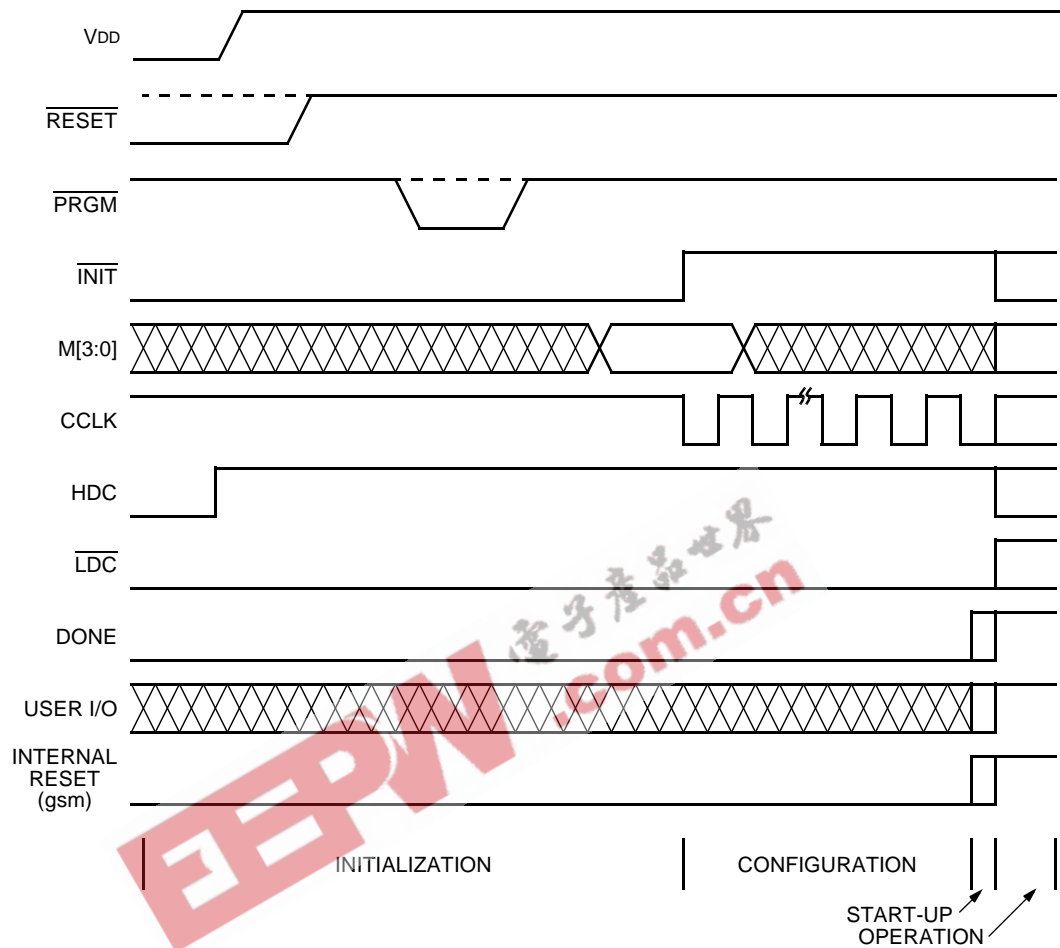 VDD
RESET
PRGM
INIT
M[3:0]
CCLK
HDC
LDC
DONE
USER I/O
INTERNAL
RESET
(gsm)
INITIALIZATION
CONFIGURATION
START-UP
OPERATION
EEPW
電子產品世界
.com.cn